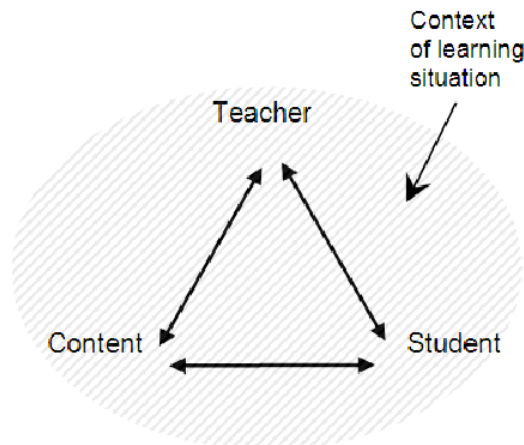 Context
of learning
situation
Teacher
Content
Student